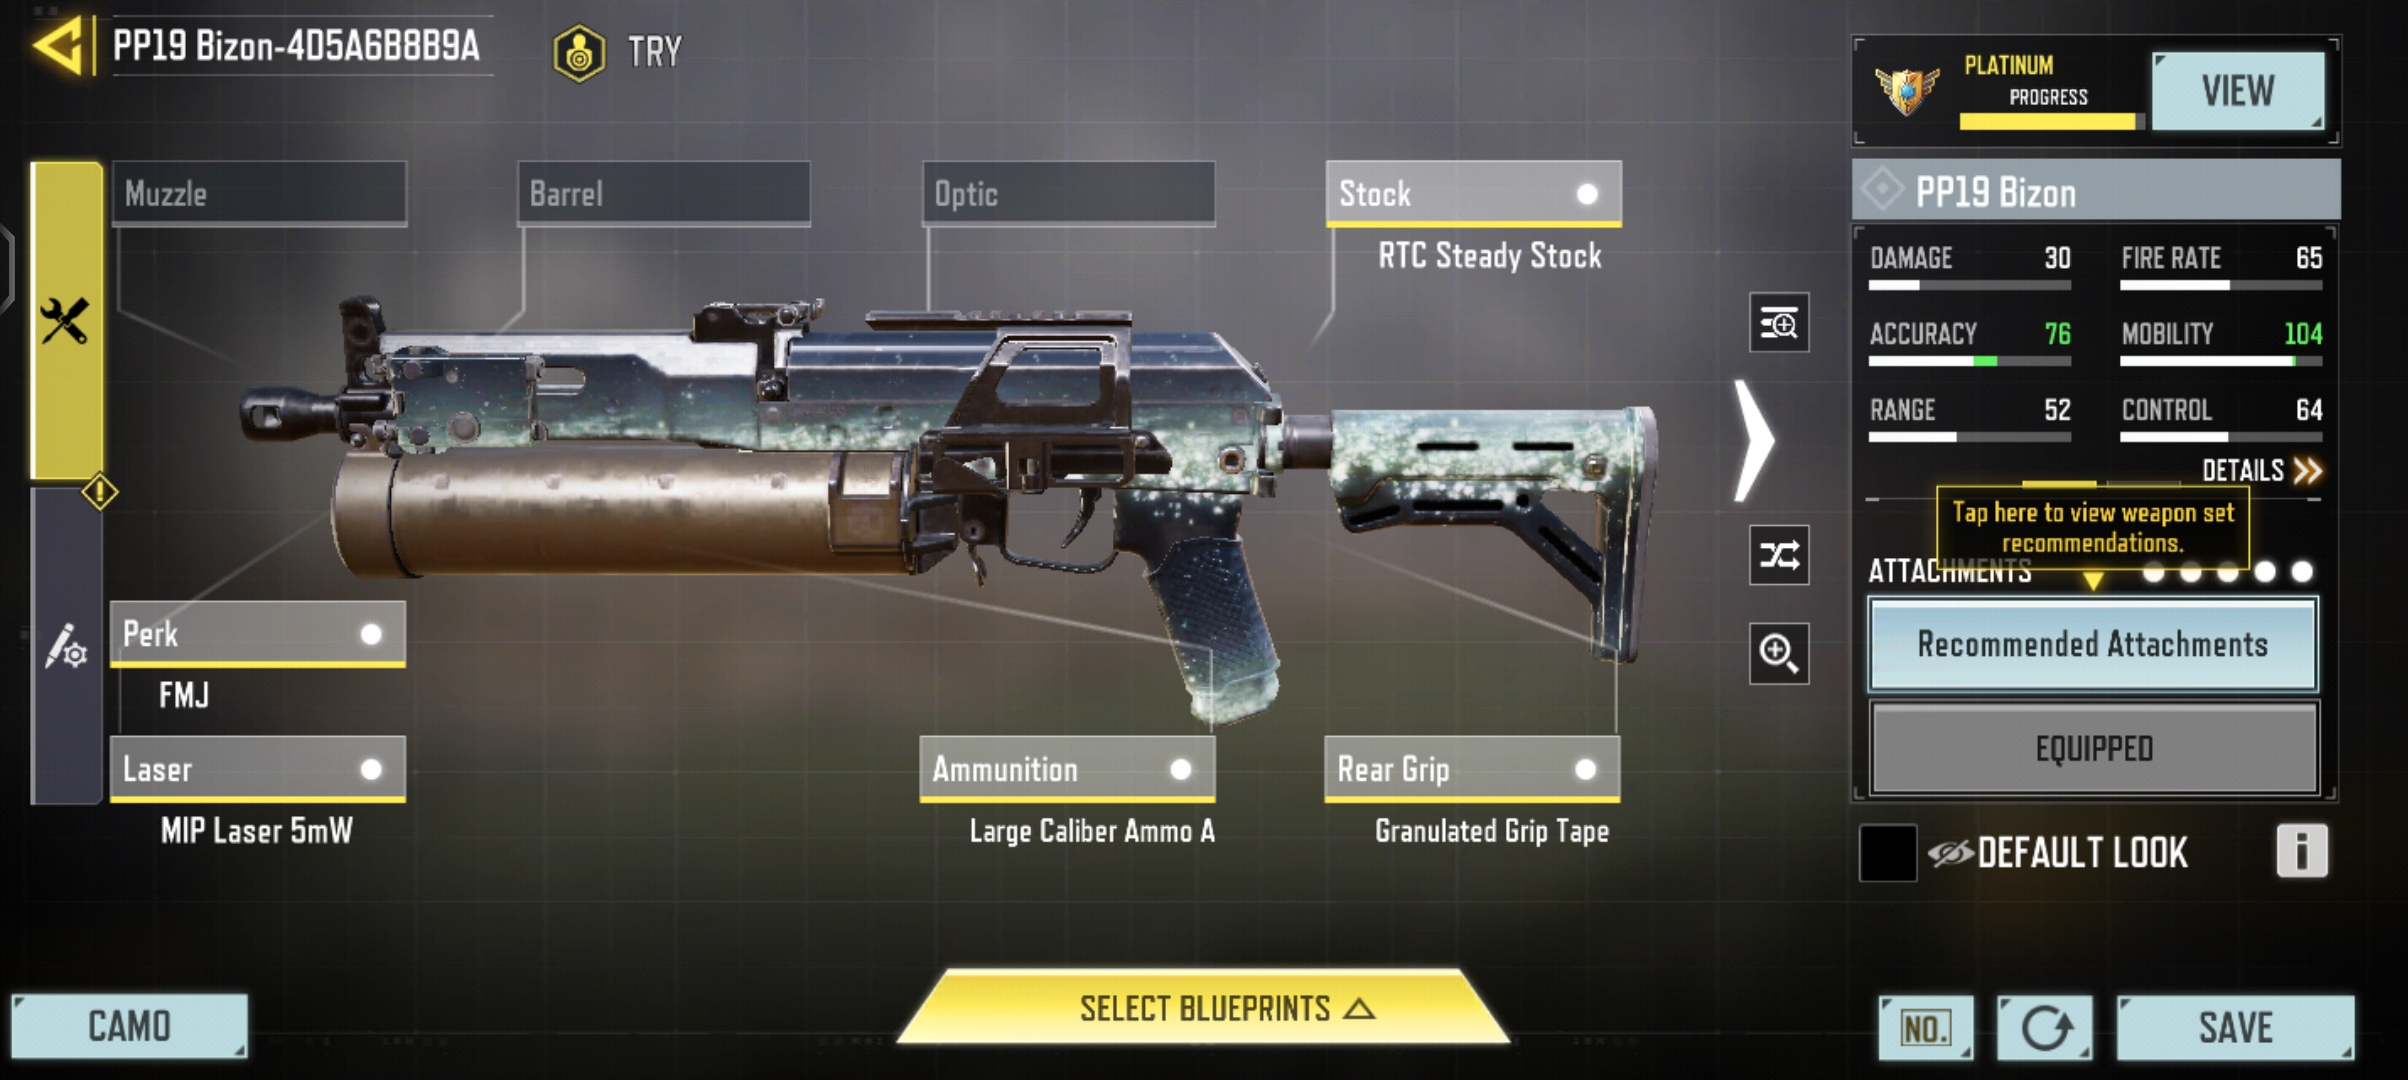 PP19 Bizon-4D5A6B8B9A
TRY
PLATINUM
PROGRESS
VIEW
Muzzle
Barrel
Optic
Stock
RTC Steady Stock
PP19 Bizon
DAMAGE 30
FIRE RATE 65
ACCURACY 76
MOBILITY 104
RANGE 52
CONTROL 64
DETAILS
Tap here to view weapon set
recommendations.
ATTACHMENTS
Recommended Attachments
EQUIPPED
Perk
FMJ
Laser
MIP Laser 5mW
Ammunition
Large Caliber Ammo A
Rear Grip
Granulated Grip Tape
DEFAULT LOOK
i
CAMO
SELECT BLUEPRINTS
NO.
SAVE